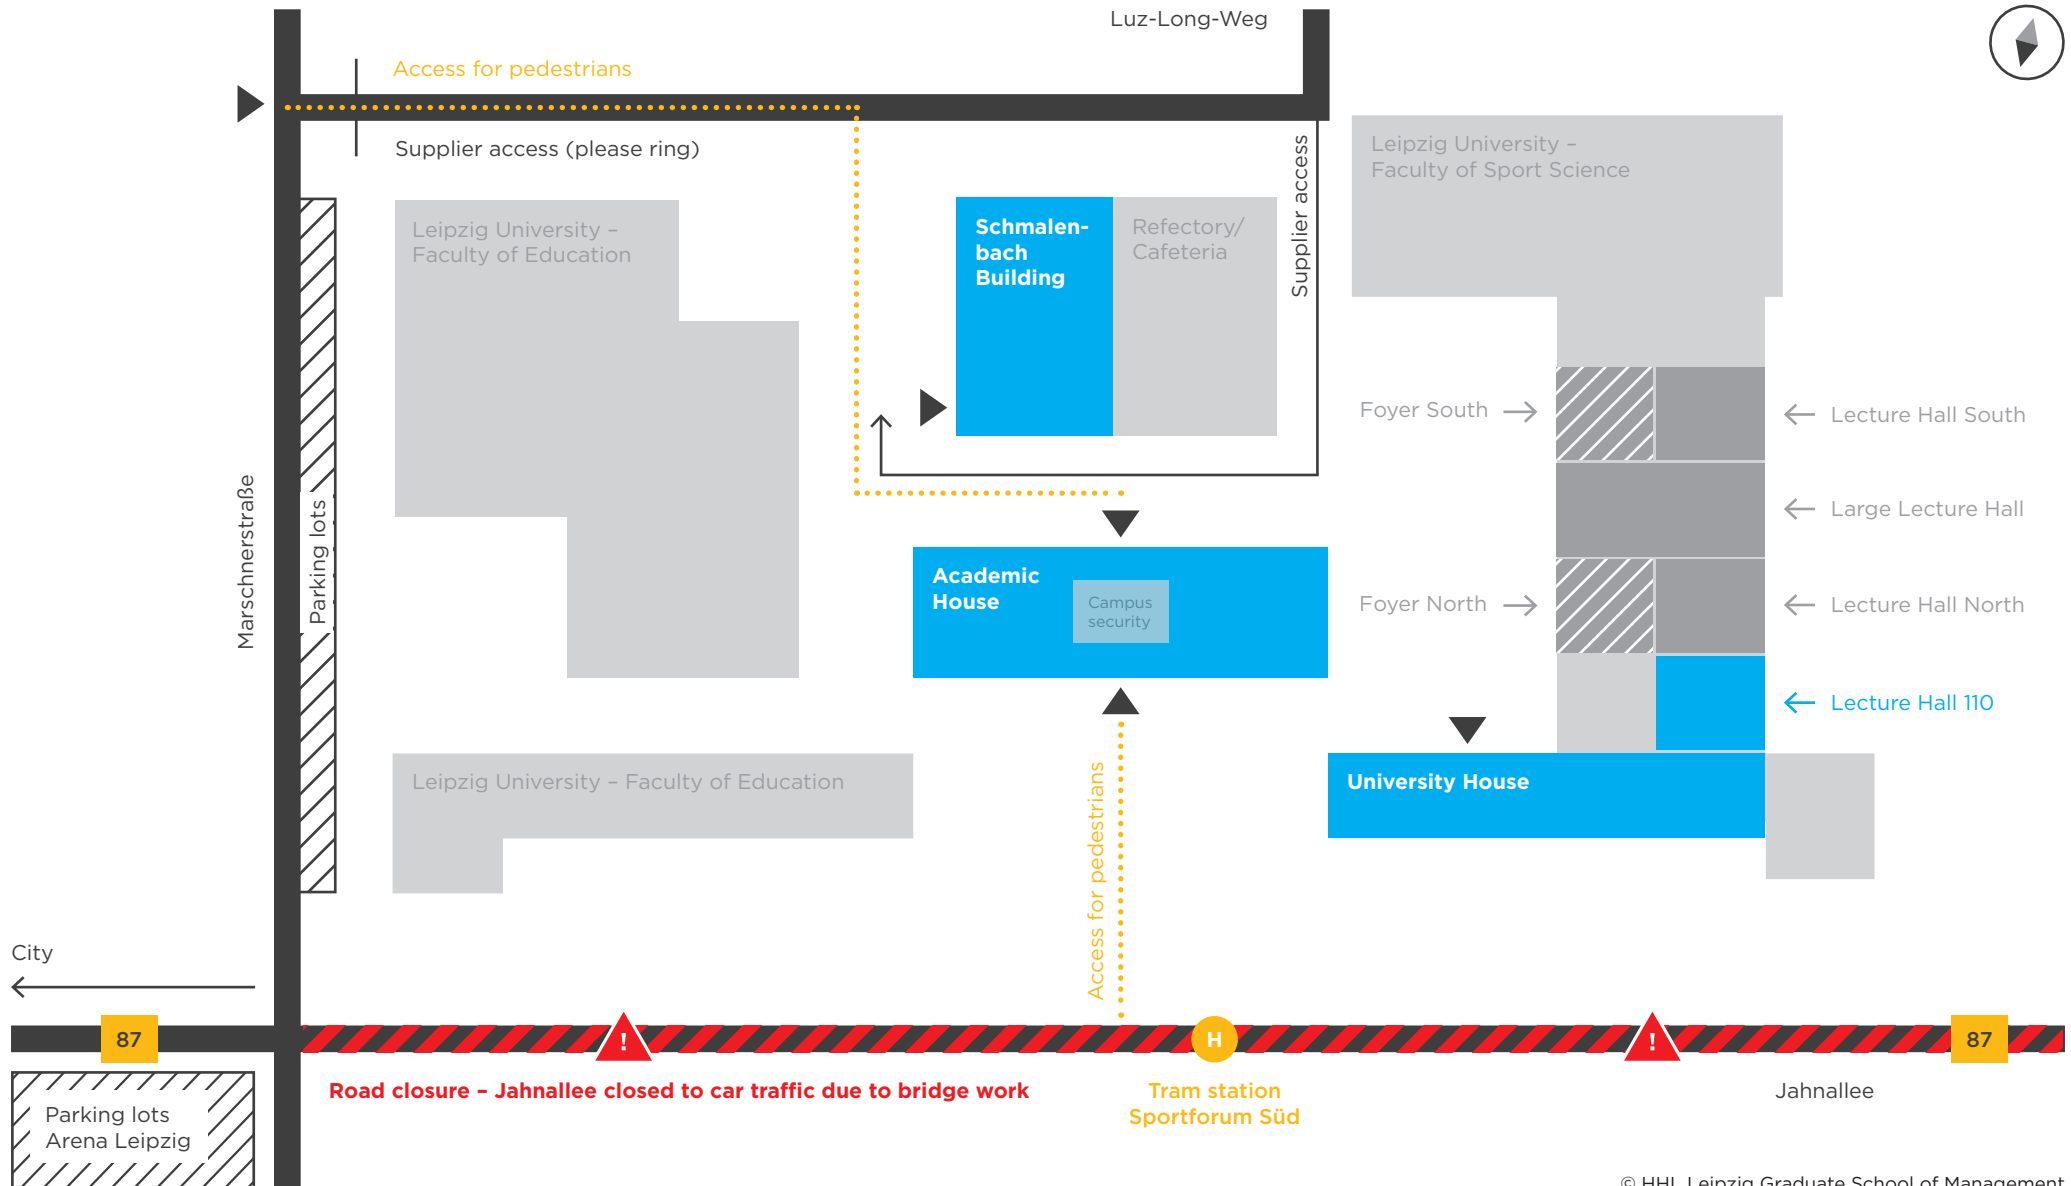 Luz-Long-Weg
Access for pedestrians
Supplier access (please ring)
Supplier access
Leipzig University –
Faculty of Sport Science
Leipzig University –
Faculty of Education
Schmalen-
bach
Building
Refectory/
Cafeteria
Foyer South
Lecture Hall South
Marschnerstraße
Parking lots
Large Lecture Hall
Academic
House
Campus
security
Foyer North
Lecture Hall North
Lecture Hall 110
Leipzig University – Faculty of Education
University House
Access for pedestrians
City
87
!
H
!
87
Road closure – Jahnallee closed to car traffic due to bridge work
Tram station
Sportforum Süd
Jahnallee
Parking lots
Arena Leipzig
© HHL Leipzig Graduate School of Management